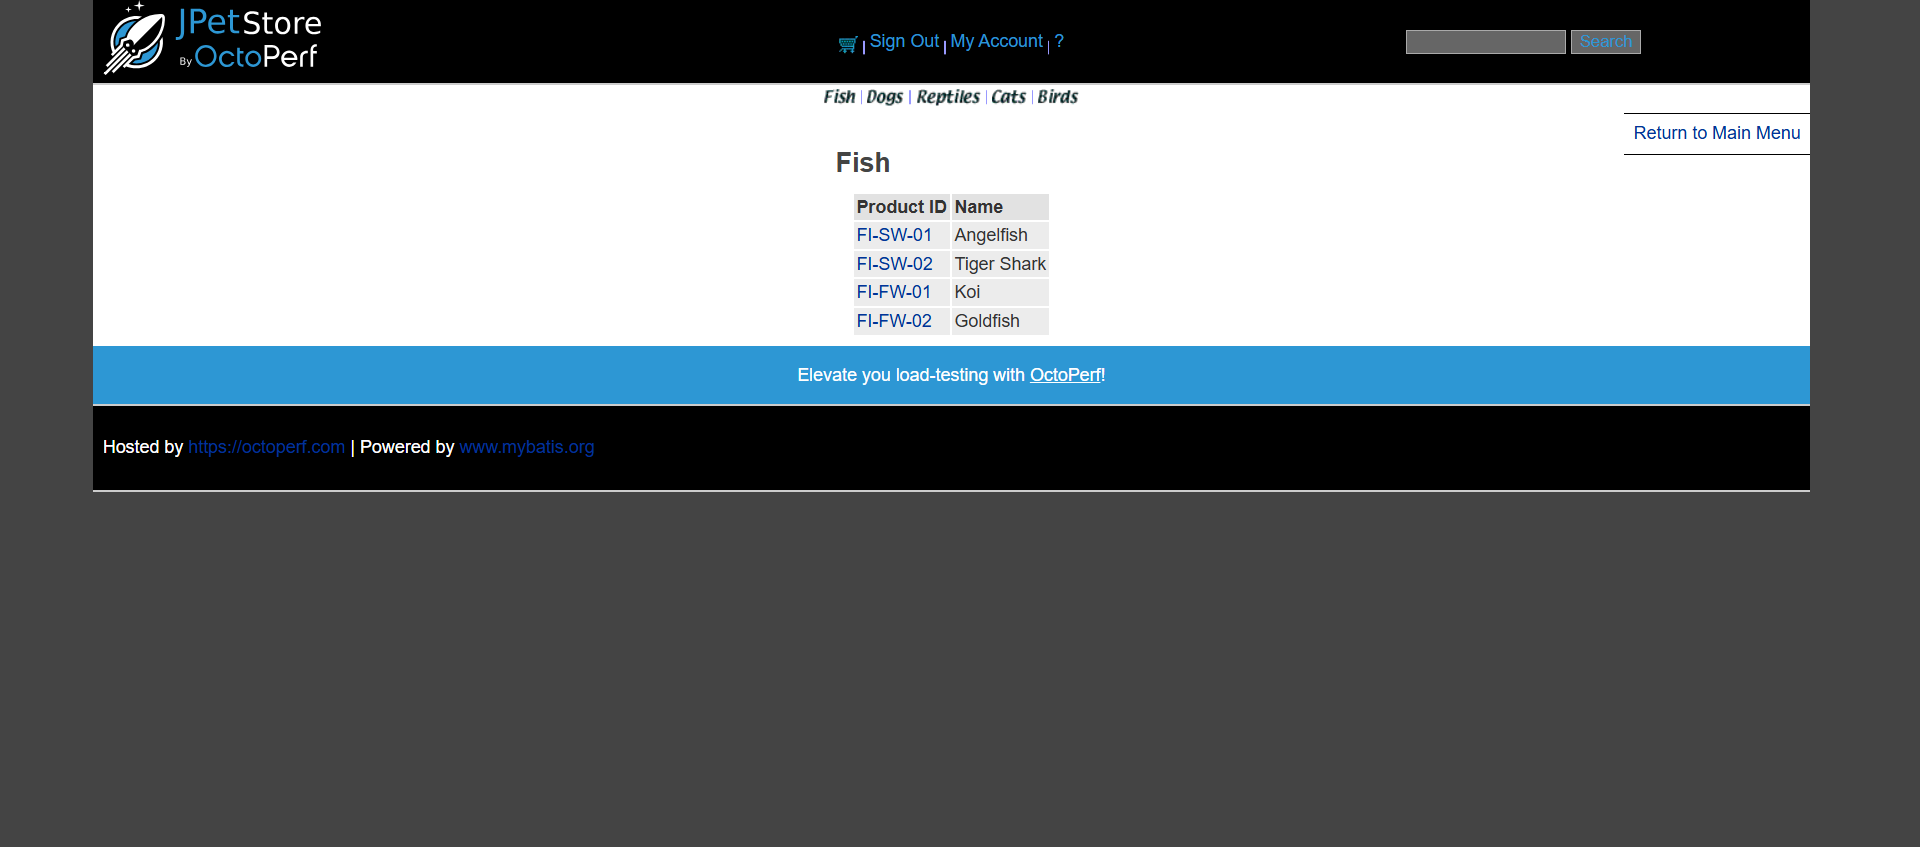 JPetStore
By OctoPerf
Sign Out | My Account | ?
Search
Fish | Dogs | Reptiles | Cats | Birds
Return to Main Menu
Fish
Product ID Name
FI-SW-01 Angelfish
FI-SW-02 Tiger Shark
FI-FW-01 Koi
FI-FW-02 Goldfish
Elevate you load-testing with OctoPerf!
Hosted by https://octoperf.com | Powered by www.mybatis.org